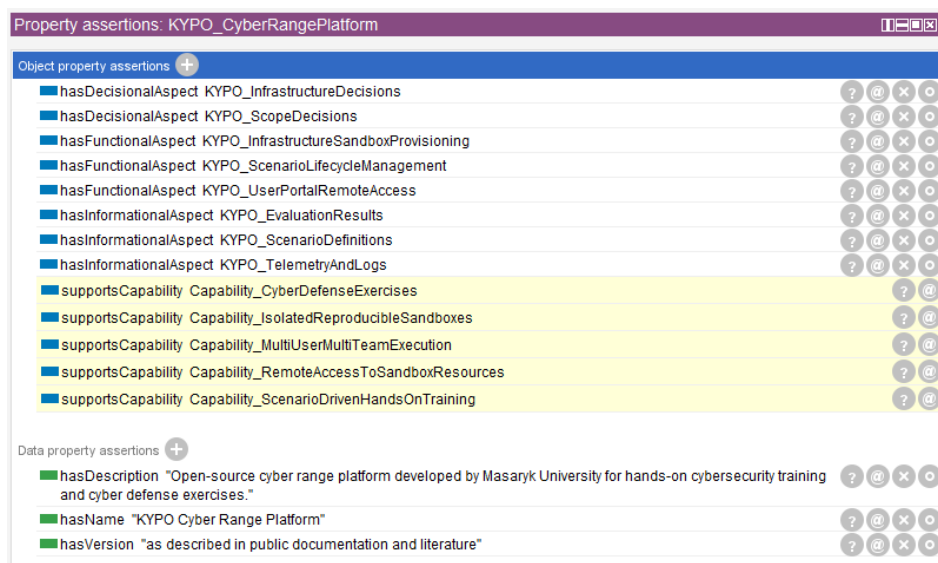 Property assertions: KYPO_CyberRangePlatform
Object property assertions
hasDecisionalAspect KYPO_InfrastructureDecisions
hasDecisionalAspect KYPO_ScopeDecisions
hasFunctionalAspect KYPO_InfrastructureSandboxProvisioning
hasFunctionalAspect KYPO_ScenarioLifecycleManagement
hasFunctionalAspect KYPO_UserPortalRemoteAccess
hasInformationalAspect KYPO_EvaluationResults
hasInformationalAspect KYPO_ScenarioDefinitions
hasInformationalAspect KYPO_TelemetryAndLogs
supportsCapability Capability_CyberDefenseExercises
supportsCapability Capability_IsolatedReproducibleSandboxes
supportsCapability Capability_MultiUserMultiTeamExecution
supportsCapability Capability_RemoteAccessToSandboxResources
supportsCapability Capability_ScenarioDrivenHandsOnTraining
Data property assertions
hasDescription "Open-source cyber range platform developed by Masaryk University for hands-on cybersecurity training
and cyber defense exercises."
hasName "KYPO Cyber Range Platform"
hasVersion "as described in public documentation and literature"